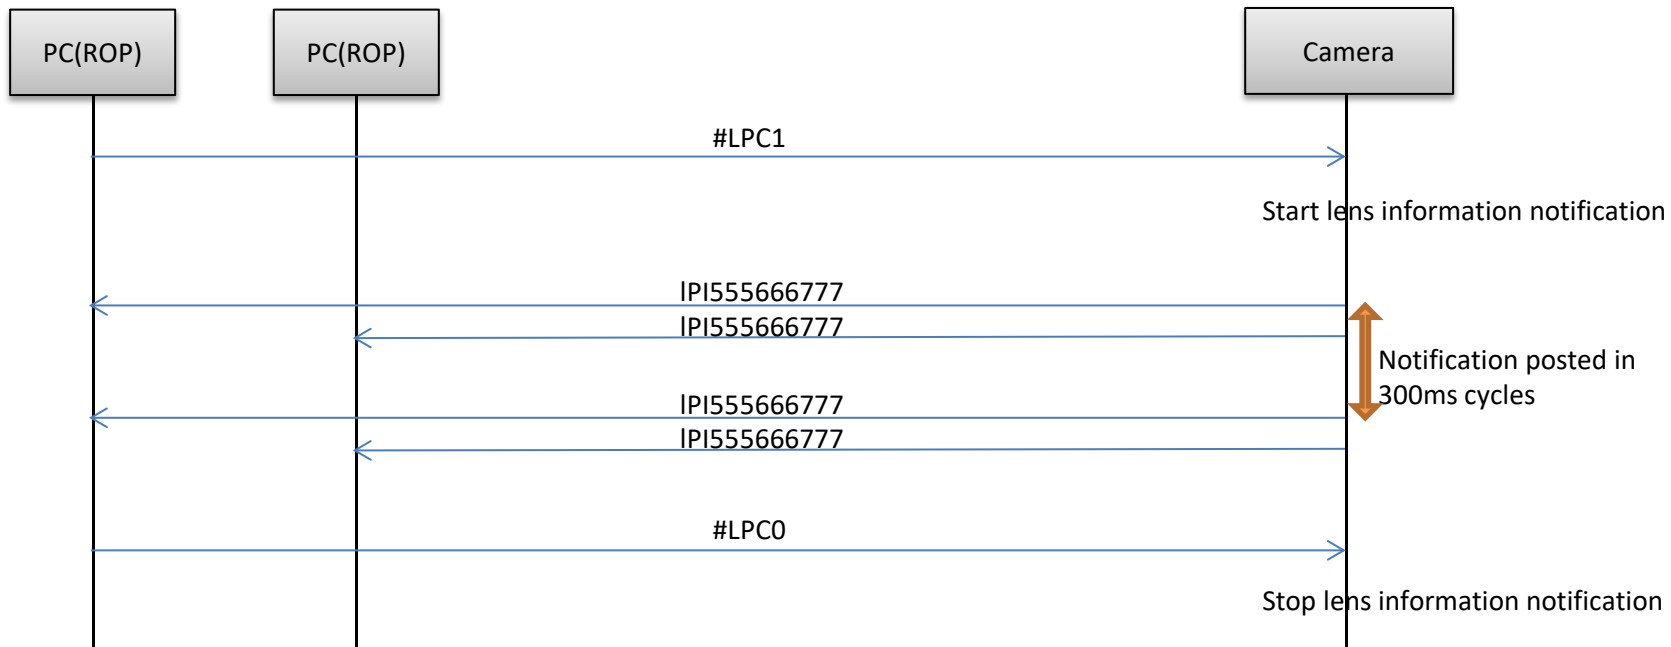 PC(ROP)
PC(ROP)
Camera
#LPC1
Start lens information notification
lPI555666777
lPI555666777
Notification posted in
300ms cycles
lPI555666777
lPI555666777
#LPC0
Stop lens information notification